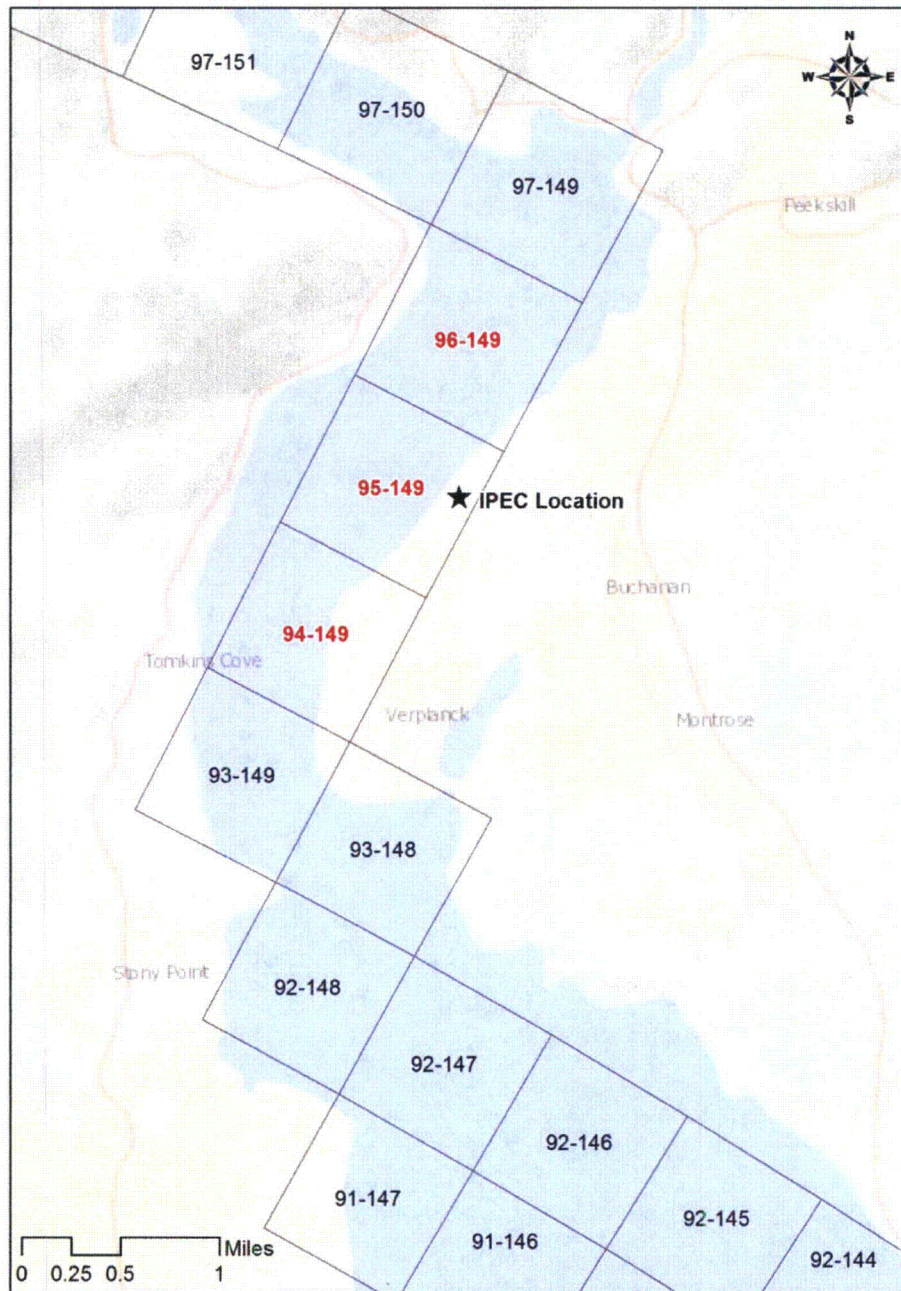 N
97-151
W
E
97-150
S
97-149
Peekskill
96-149
95-149
IPEC Location
Buchanan
94-149
Tomkins Cove
Verplanck
Montrose
93-149
93-148
Stony Point
92-148
92-147
92-146
91-147
92-145
91-146
92-144
Miles
0 0.25 0.5 1